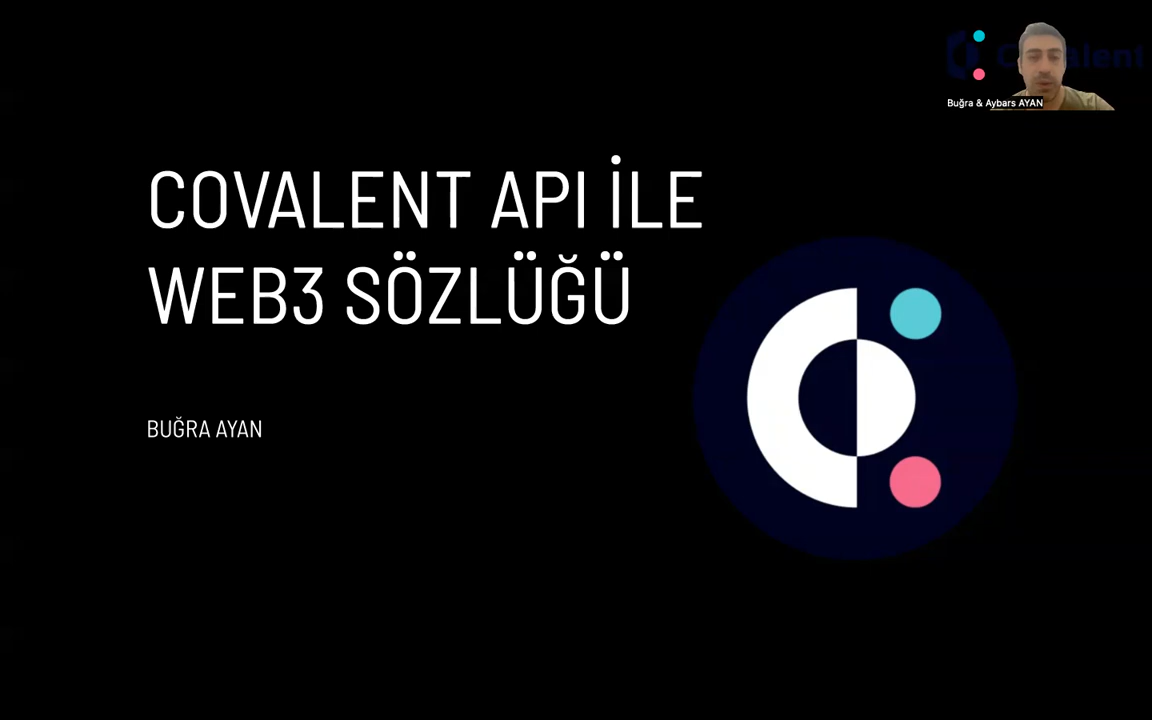 Buğra & Aybars AYAN
COVALENT API İLE
WEB3 SÖZLÜĞÜ
BUĞRA AYAN